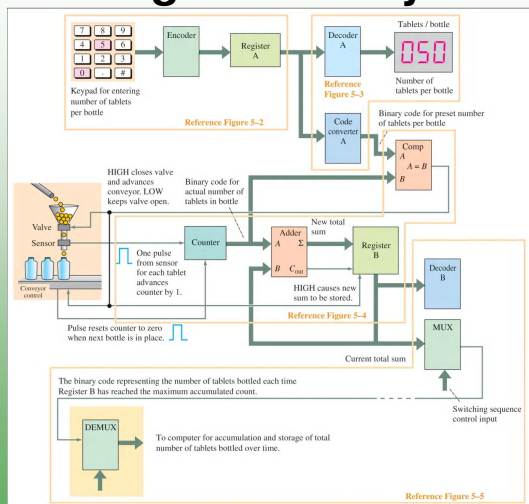 7 8 9
4 5 6
1 2 3
0 . #
Keypad for entering
number of tablets
per bottle
Encoder
Register
A
Reference Figure 5–2
Decoder
A
Tablets / bottle
050
Number of
tablets per bottle
Reference
Figure
5–3
Code
converter
A
Binary code for preset number
of tablets per bottle
Comp
A
A = B
B
HIGH closes valve
and advances
conveyor. LOW
keeps valve open.
Binary code for
actual number of
tablets in bottle
Valve
Sensor
Conveyor
control
One pulse
from sensor
for each tablet
advances
counter by 1.
Counter
Adder
A Σ
B Cout
New total
sum
Register
B
HIGH causes new
sum to be stored.
Decoder
B
Reference Figure 5–4
Pulse resets counter to zero
when next bottle is in place.
MUX
Current total sum
The binary code representing the number of tablets bottled each time
Register B has reached the maximum accumulated count.
Switching sequence
control input
DEMUX
To computer for accumulation and storage of total
number of tablets bottled over time.
Reference Figure 5–5